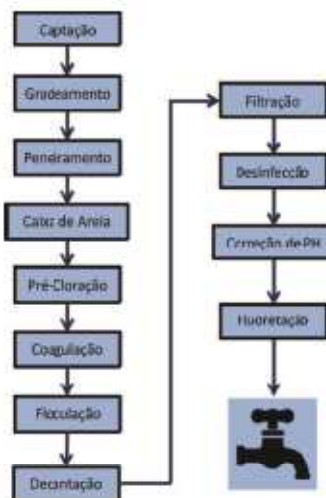 Captação
Gradeamento
Peneiramento
Caixa de Areia
Pré-Cloração
Coagulação
Floculação
Decantação
Filtração
Desinfecção
Correção de PH
Fluoretação